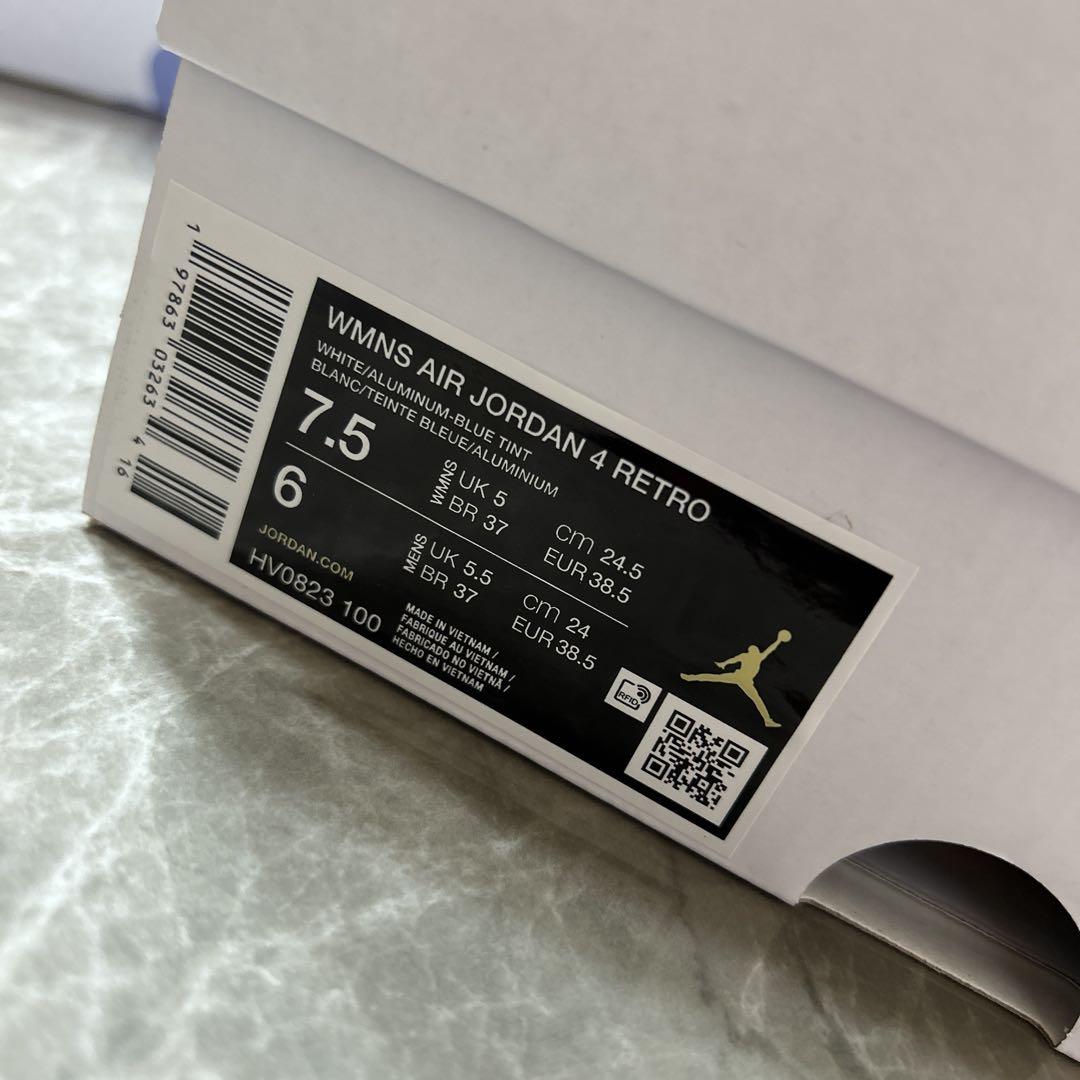 1 97863 03263 4 16
WMNS AIR JORDAN 4 RETRO
WHITE/ALUMINUM-BLUE TINT
BLANC/TEINTE BLEUE/ALUMINIUM
7.5 WMNS UK 5 cm 24.5
BR 37 EUR 38.5
6 MENS UK 5.5 cm 24
BR 37 EUR 38.5
JORDAN.COM
HV0823 100
MADE IN VIETNAM /
FABRIQUE AU VIETNAM /
FABRICADO NO VIETNÃ /
HECHO EN VIETNAM
RFID